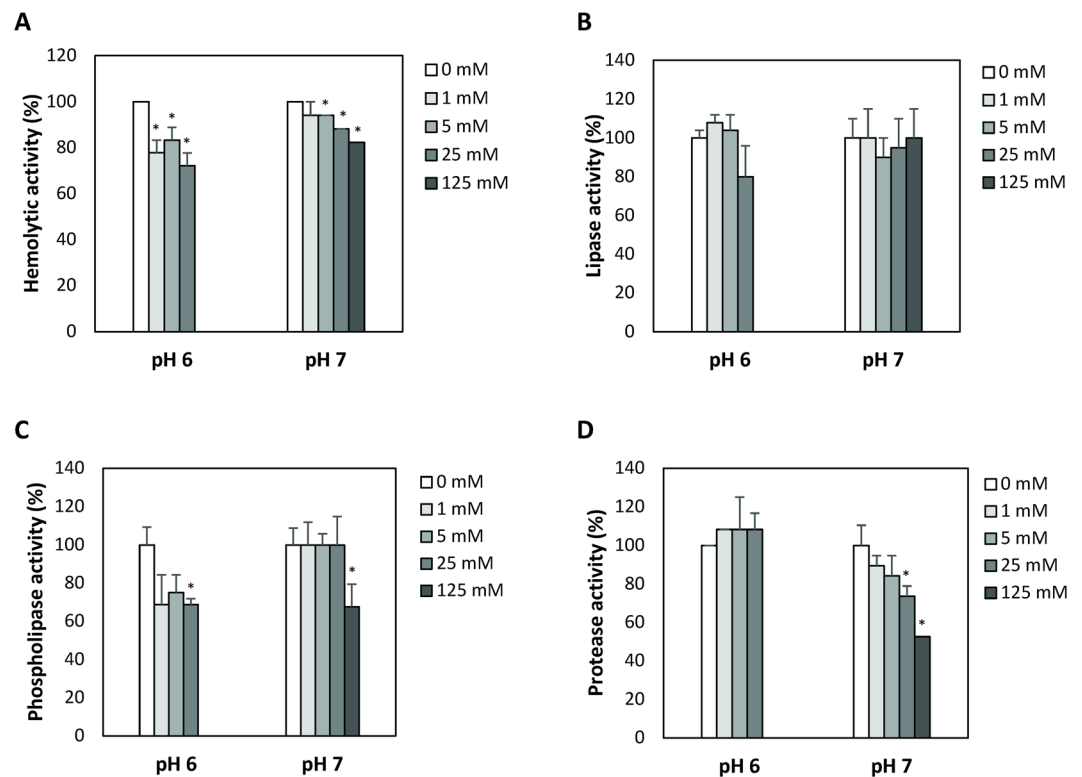 A
Hemolytic activity (%)
120
100
80
60
40
20
0
* * *
* * *
pH 6
pH 7
0 mM
1 mM
5 mM
25 mM
125 mM
B
Lipase activity (%)
140
120
100
80
60
40
20
0
pH 6
pH 7
0 mM
1 mM
5 mM
25 mM
125 mM
C
Phospholipase activity (%)
140
120
100
80
60
40
20
0
*
*
pH 6
pH 7
0 mM
1 mM
5 mM
25 mM
125 mM
D
Protease activity (%)
140
120
100
80
60
40
20
0
*
*
pH 6
pH 7
0 mM
1 mM
5 mM
25 mM
125 mM